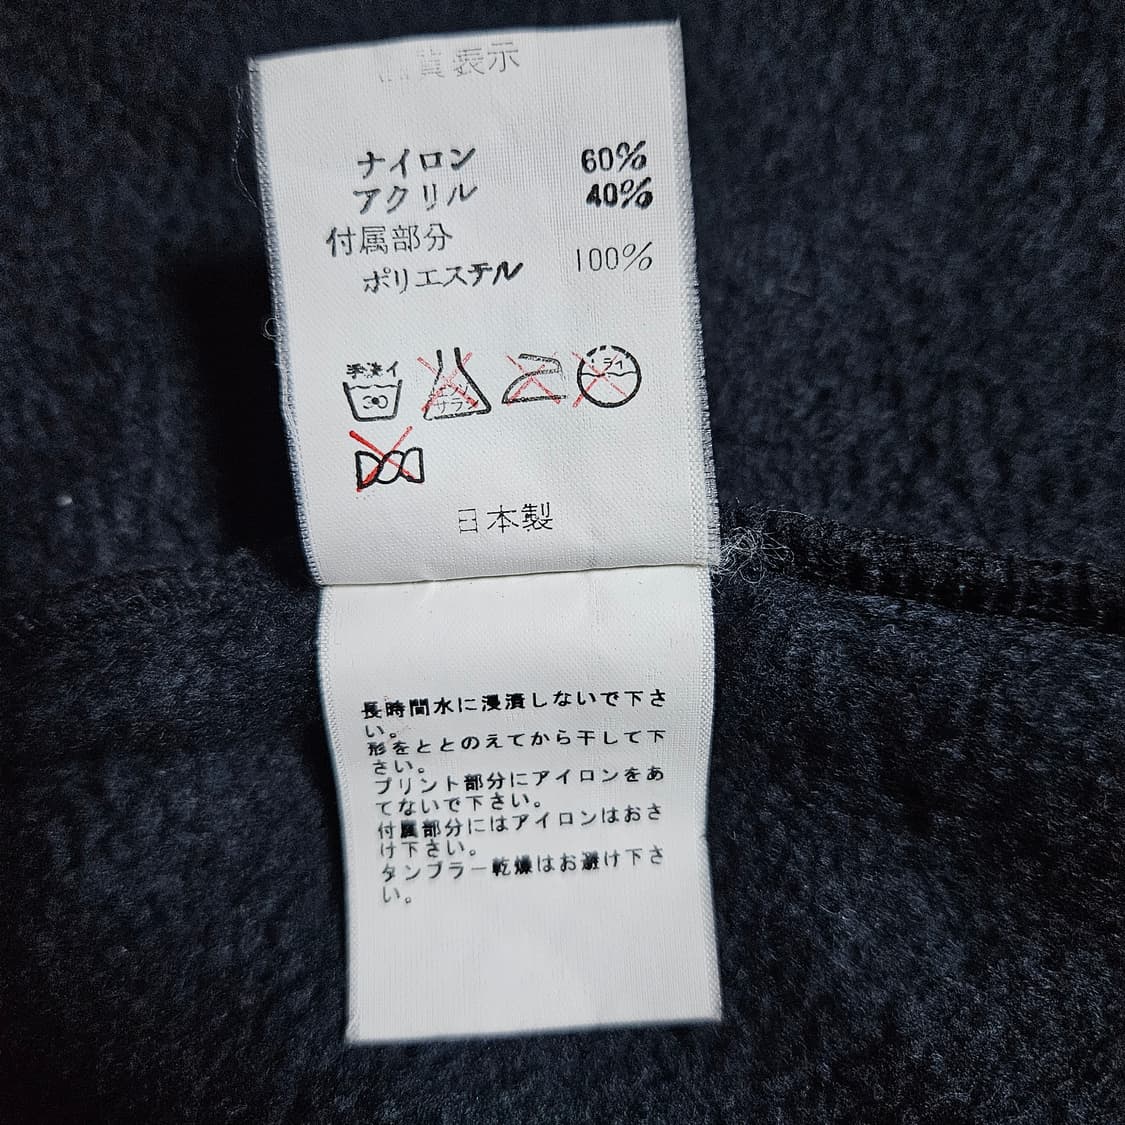 品質表示
ナイロン 60%
アクリル 40%
付属部分
ポリエステル 100%
手洗イ
30
エンソ
サラシ
ドライ
日本製
長時間水に浸漬しないで下さ
い。
形をととのえてから干して下
さい。
プリント部分にアイロンをあ
てないで下さい。
付属部分にはアイロンはおさ
け下さい。
タンブラー乾燥はお避け下さ
い。